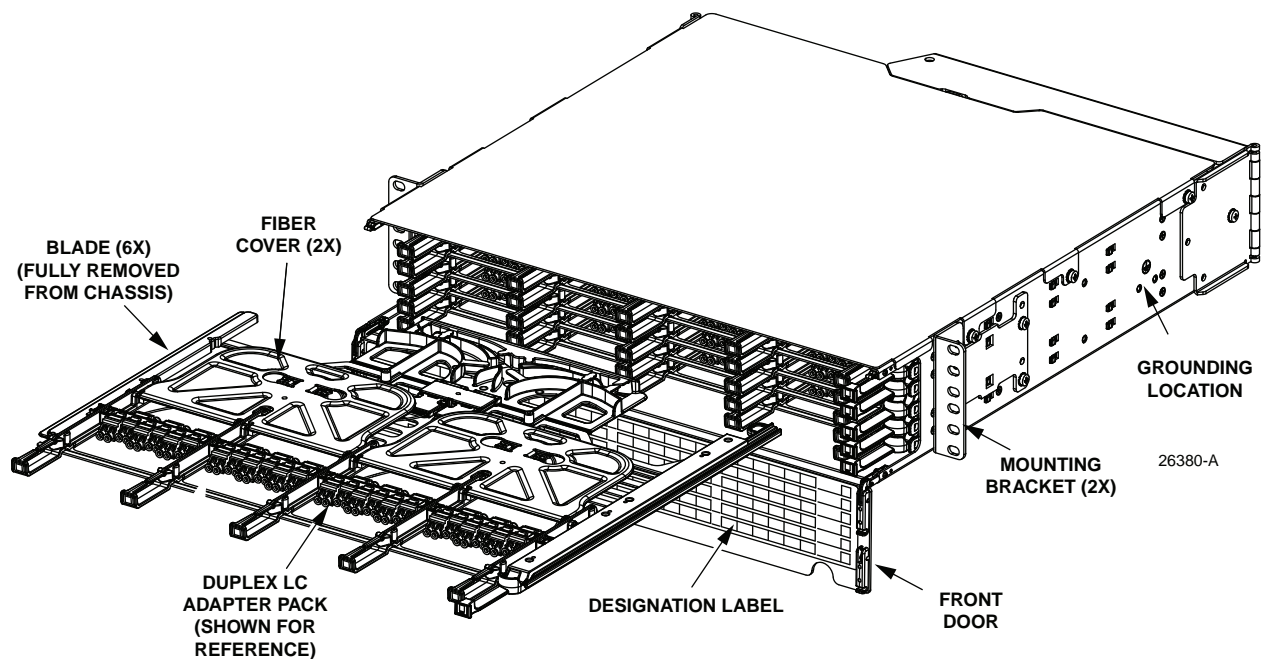 FIBER
COVER (2X)
BLADE (6X)
(FULLY REMOVED
FROM CHASSIS)
GROUNDING
LOCATION
26380-A
MOUNTING
BRACKET (2X)
DUPLEX LC
ADAPTER PACK
(SHOWN FOR
REFERENCE)
DESIGNATION LABEL
FRONT
DOOR